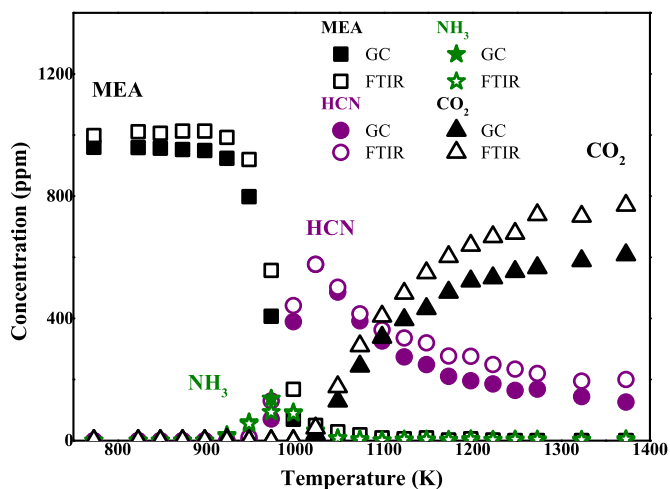 MEA NH₃
GC GC
FTIR FTIR
HCN CO₂
GC GC
FTIR FTIR
MEA
HCN
CO₂
NH₃
Concentration (ppm)
1200
800
400
0
800 900 1000 1100 1200 1300 1400
Temperature (K)